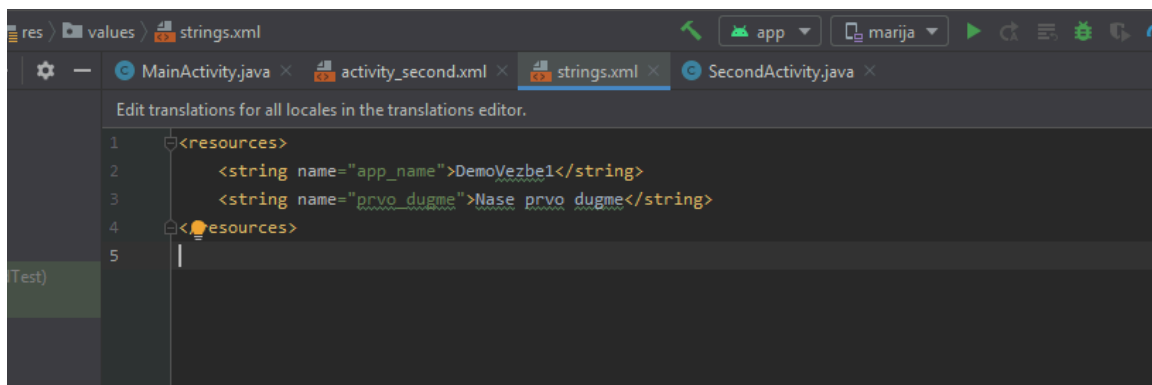 res values strings.xml app marija
MainActivity.java activity_second.xml strings.xml SecondActivity.java
Edit translations for all locales in the translations editor.
1 <resources>
2 <string name="app_name">DemoVezbe1</string>
3 <string name="prvo_dugme">Nase prvo dugme</string>
4 </resources>
5
Test)